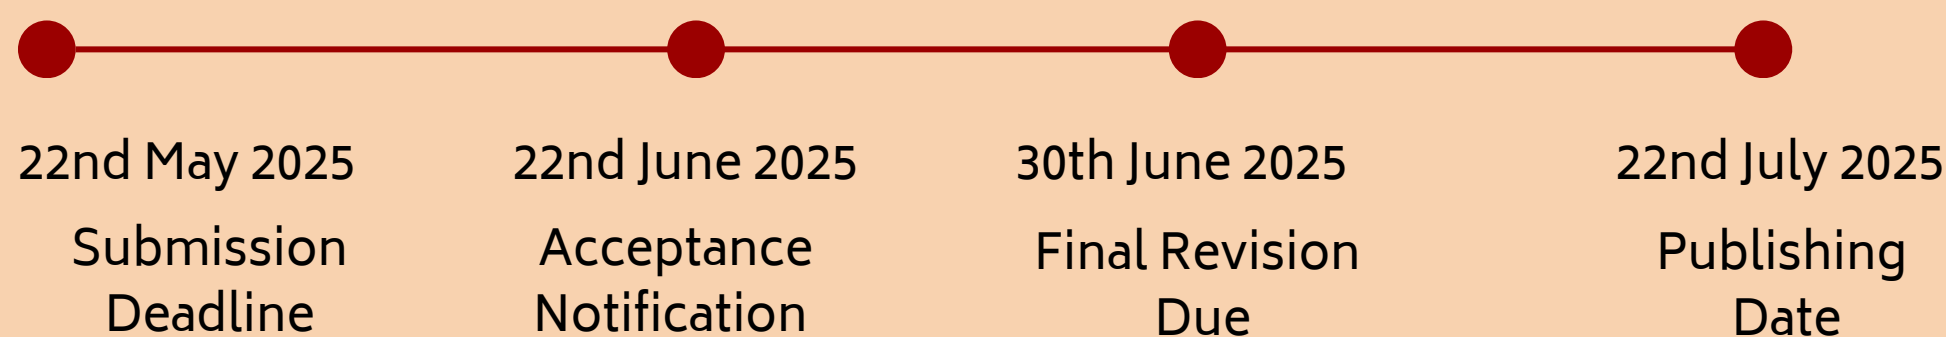 22nd May 2025
Submission
Deadline
22nd June 2025
Acceptance
Notification
30th June 2025
Final Revision
Due
22nd July 2025
Publishing
Date